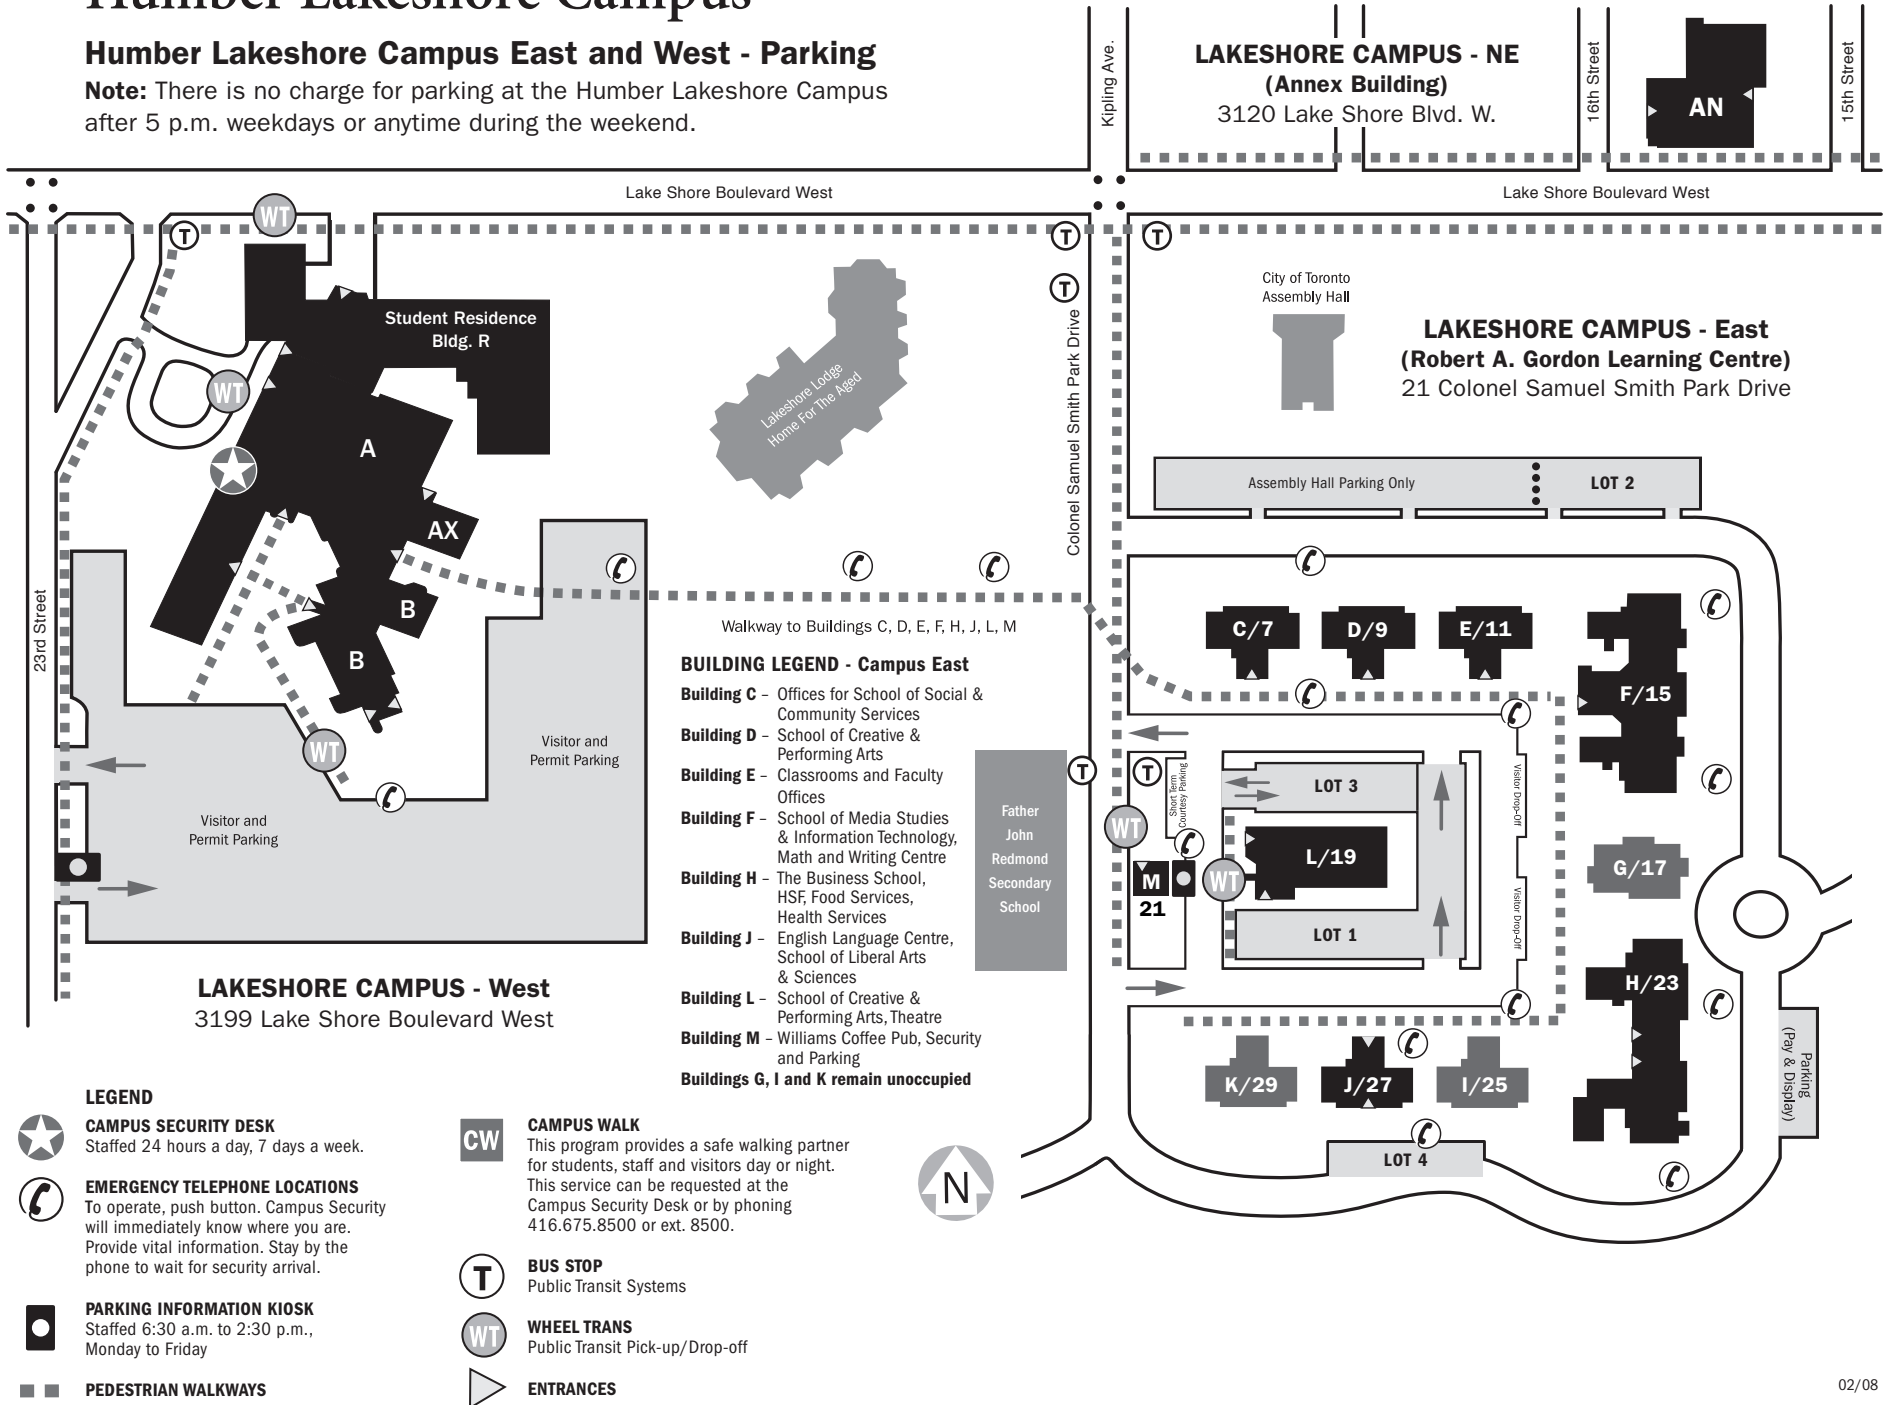 Humber Lakeshore Campus
Humber Lakeshore Campus East and West - Parking
Note: There is no charge for parking at the Humber Lakeshore Campus
after 5 p.m. weekdays or anytime during the weekend.
Kipling Ave.
LAKESHORE CAMPUS - NE
(Annex Building)
3120 Lake Shore Blvd. W.
16th Street
AN
15th Street
Lake Shore Boulevard West
Lake Shore Boulevard West
WT
T
T
T
T
Student Residence
Bldg. R
WT
A
AX
B
B
23rd Street
Lakeshore Lodge
Home For The Aged
Colonel Samuel Smith Park Drive
City of Toronto
Assembly Hall
LAKESHORE CAMPUS - East
(Robert A. Gordon Learning Centre)
21 Colonel Samuel Smith Park Drive
Assembly Hall Parking Only
LOT 2
Walkway to Buildings C, D, E, F, H, J, L, M
C/7
D/9
E/11
F/15
G/17
H/23
WT
Visitor and
Permit Parking
Visitor and
Permit Parking
LAKESHORE CAMPUS - West
3199 Lake Shore Boulevard West
BUILDING LEGEND - Campus East
Building C – Offices for School of Social &
Community Services
Building D – School of Creative &
Performing Arts
Building E – Classrooms and Faculty
Offices
Building F – School of Media Studies
& Information Technology,
Math and Writing Centre
Building H – The Business School,
HSF, Food Services,
Health Services
Building J – English Language Centre,
School of Liberal Arts
& Sciences
Building L – School of Creative &
Performing Arts, Theatre
Building M – Williams Coffee Pub, Security
and Parking
Buildings G, I and K remain unoccupied
Father
John
Redmond
Secondary
School
T
T
Short Term
Courtesy Parking
WT
M
21
WT
LOT 3
L/19
LOT 1
Visitor Drop-Off
Visitor Drop-Off
K/29
J/27
I/25
LOT 4
Parking
(Pay & Display)
N
LEGEND
CAMPUS SECURITY DESK
Staffed 24 hours a day, 7 days a week.
EMERGENCY TELEPHONE LOCATIONS
To operate, push button. Campus Security
will immediately know where you are.
Provide vital information. Stay by the
phone to wait for security arrival.
PARKING INFORMATION KIOSK
Staffed 6:30 a.m. to 2:30 p.m.,
Monday to Friday
PEDESTRIAN WALKWAYS
CW
CAMPUS WALK
This program provides a safe walking partner
for students, staff and visitors day or night.
This service can be requested at the
Campus Security Desk or by phoning
416.675.8500 or ext. 8500.
T
BUS STOP
Public Transit Systems
WT
WHEEL TRANS
Public Transit Pick-up/Drop-off
ENTRANCES
02/08